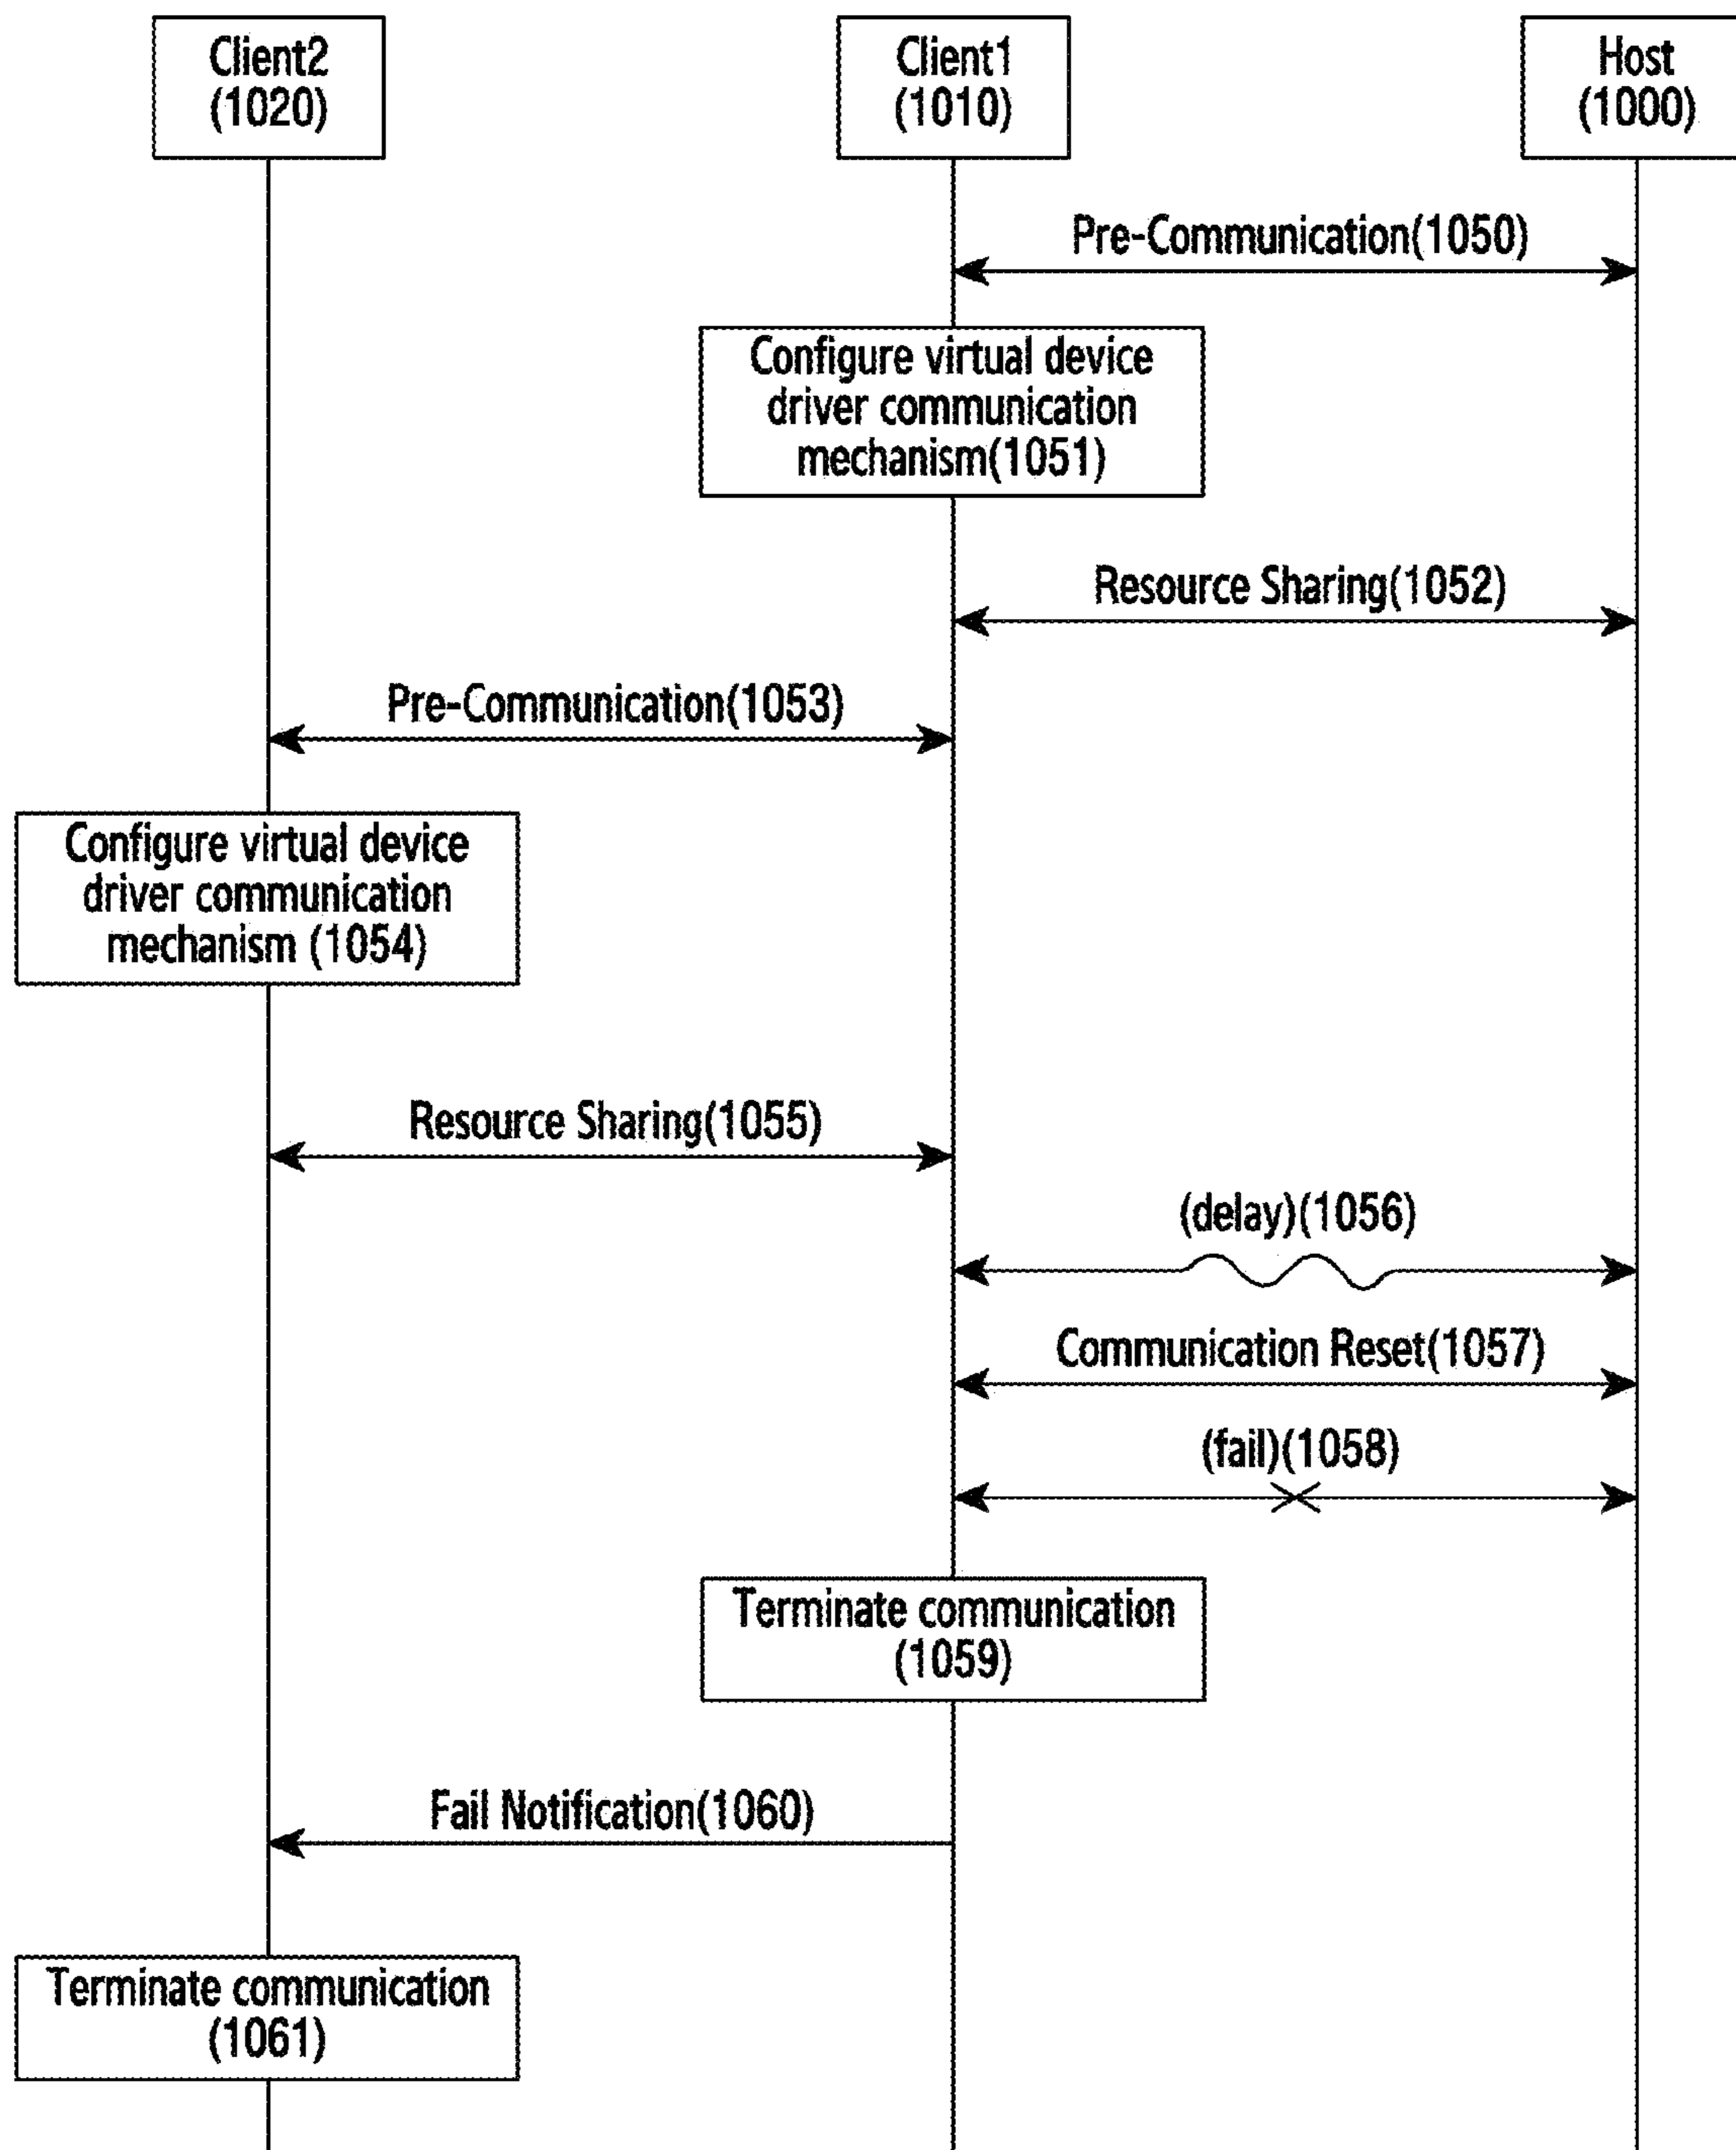 Client2
(1020)
Client1
(1010)
Host
(1000)
Pre-Communication(1050)
Configure virtual device
driver communication
mechanism(1051)
Resource Sharing(1052)
Pre-Communication(1053)
Configure virtual device
driver communication
mechanism (1054)
Resource Sharing(1055)
(delay)(1056)
Communication Reset(1057)
(fail)(1058)
Terminate communication
(1059)
Fail Notification(1060)
Terminate communication
(1061)